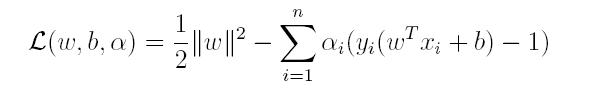 $\mathcal{L}(w, b, \alpha) = \frac{1}{2}\|w\|^2 - \sum_{i=1}^{n} \alpha_i(y_i(w^T x_i + b) - 1)$